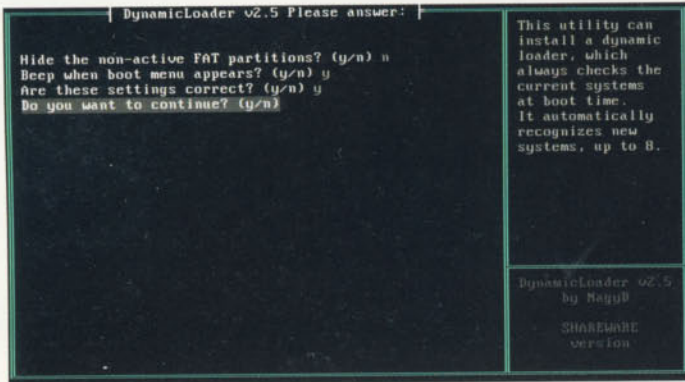 DynamicLoader v2.5 Please answer:
Hide the non-active FAT partitions? (y/n) n
Beep when boot menu appears? (y/n) y
Are these settings correct? (y/n) y
Do you want to continue? (y/n)
This utility can
install a dynamic
loader, which
always checks the
current systems
at boot time.
It automatically
recognizes new
systems, up to 8.
DynamicLoader v2.5
by NagyD
SHAREWARE
version